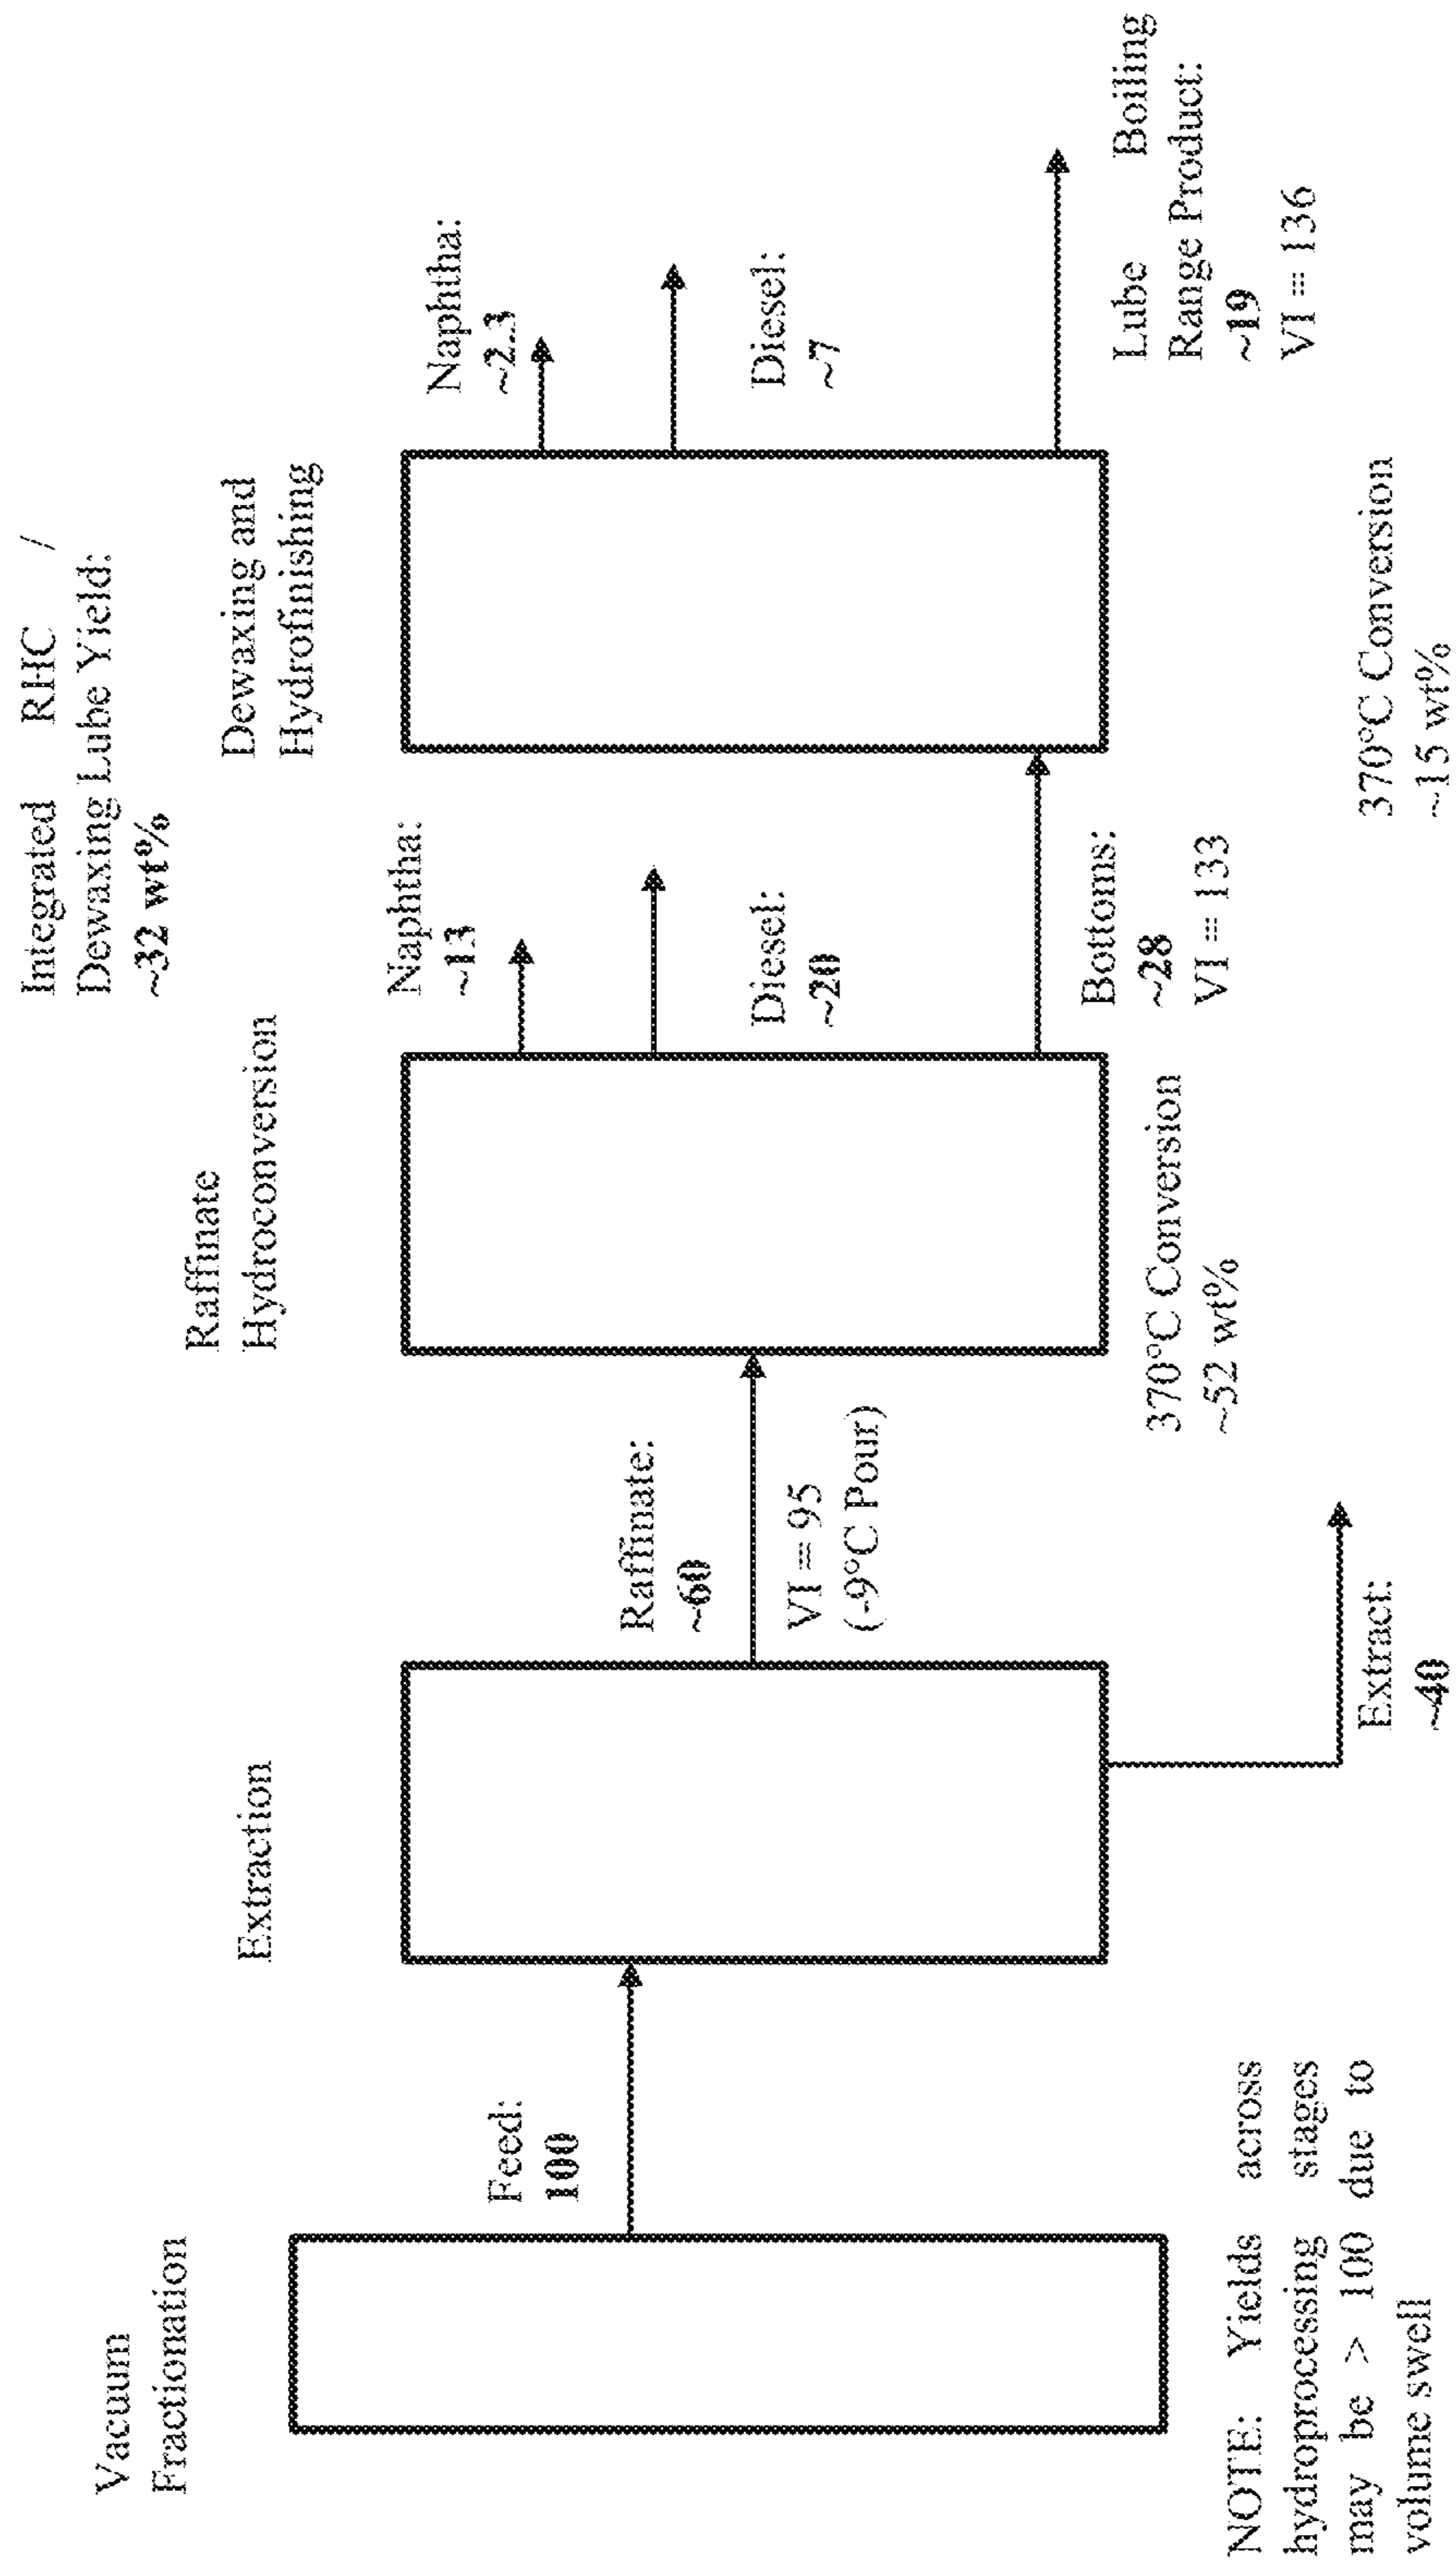 Vacuum
Fractionation
Feed:
100
NOTE: Yields across
hydroprocessing stages
may be > 100 due to
volume swell
Extraction
Raffinate:
~60
VI = 95
(-9°C Pour)
Extract:
~40
Raffinate
Hydroconversion
370°C Conversion
~52 wt%
Integrated RHC /
Dewaxing Lube Yield:
~32 wt%
Naphtha:
~13
Diesel:
~20
Bottoms:
~28
VI = 133
Dewaxing and
Hydrofinishing
370°C Conversion
~15 wt%
Naphtha:
~2.3
Diesel:
~7
Lube Boiling
Range Product:
~19
VI = 136